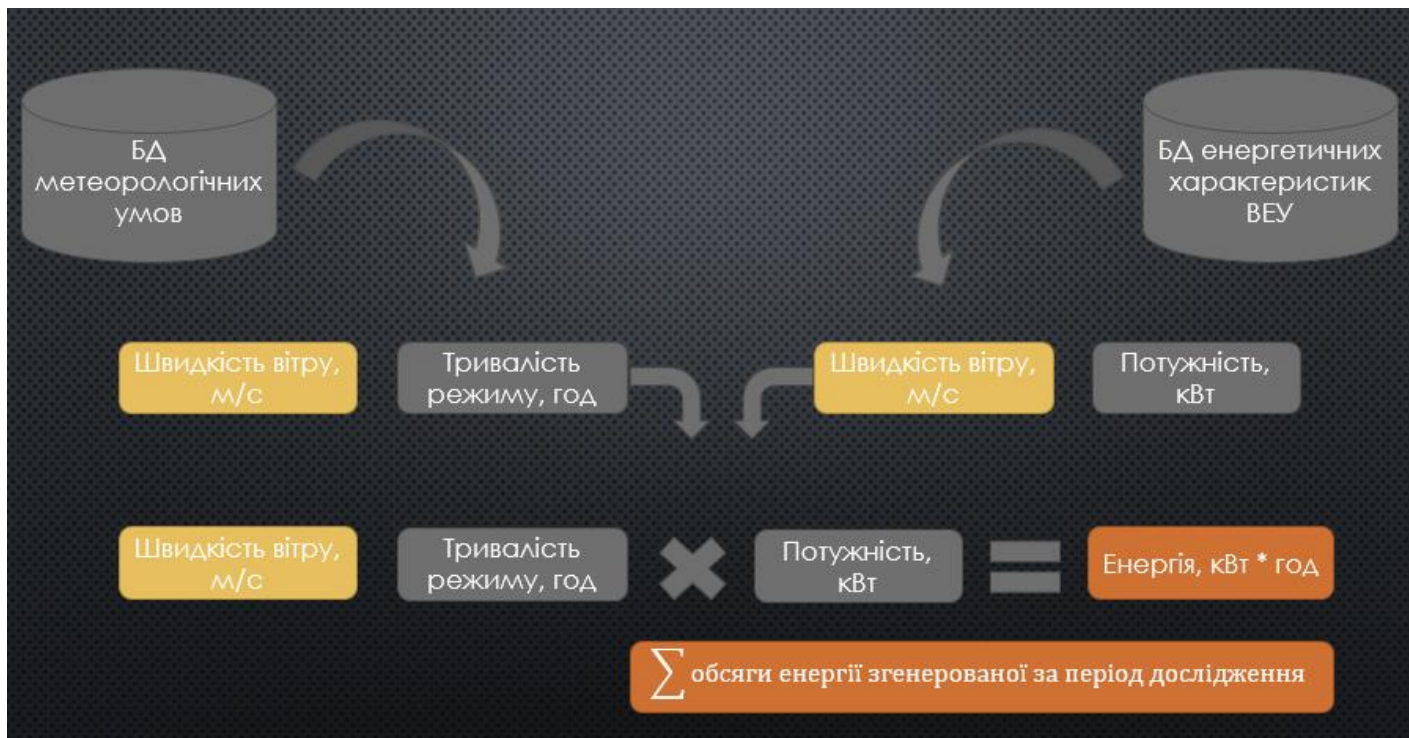 БД
метеорологічних
умов
БД енергетичних
характеристик
ВЕУ
Швидкість вітру,
м/с
Тривалість
режиму, год
Швидкість вітру,
м/с
Потужність,
кВт
Швидкість вітру,
м/с
Тривалість
режиму, год
Потужність,
кВт
Енергія, кВт * год
∑ обсяги енергії згенерованої за період дослідження